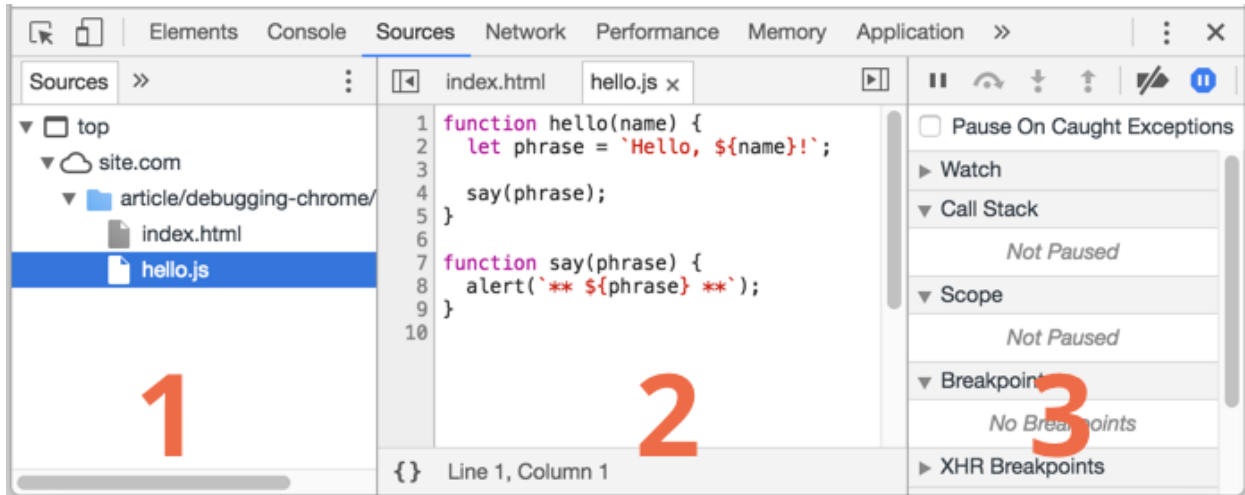 Elements Console Sources Network Performance Memory Application »
Sources »
top
site.com
article/debugging-chrome/
index.html
hello.js
1
index.html hello.js ×
1 function hello(name) {
2   let phrase = `Hello, ${name}!`;
3
4   say(phrase);
5 }
6
7 function say(phrase) {
8   alert(`** ${phrase} **`);
9 }
10
2
{} Line 1, Column 1
Pause On Caught Exceptions
Watch
Call Stack
Not Paused
Scope
Not Paused
Breakpoints
No Breakpoints
3
XHR Breakpoints